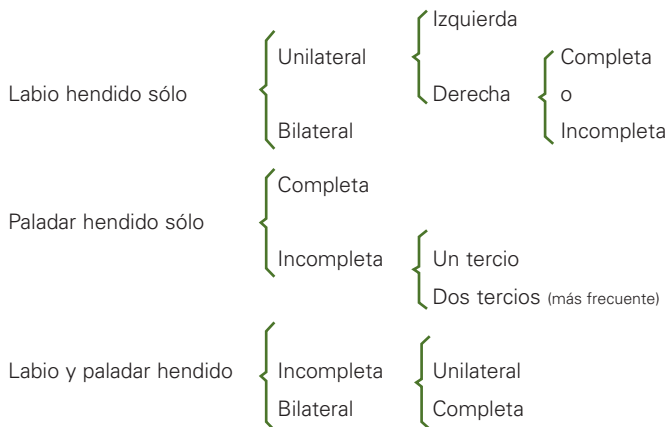 Izquierda
Unilateral
Completa
Labio hendido sólo
Derecha
o
Bilateral
Incompleta
Completa
Paladar hendido sólo
Incompleta
Un tercio
Dos tercios (más frecuente)
Labio y paladar hendido
Incompleta
Unilateral
Bilateral
Completa